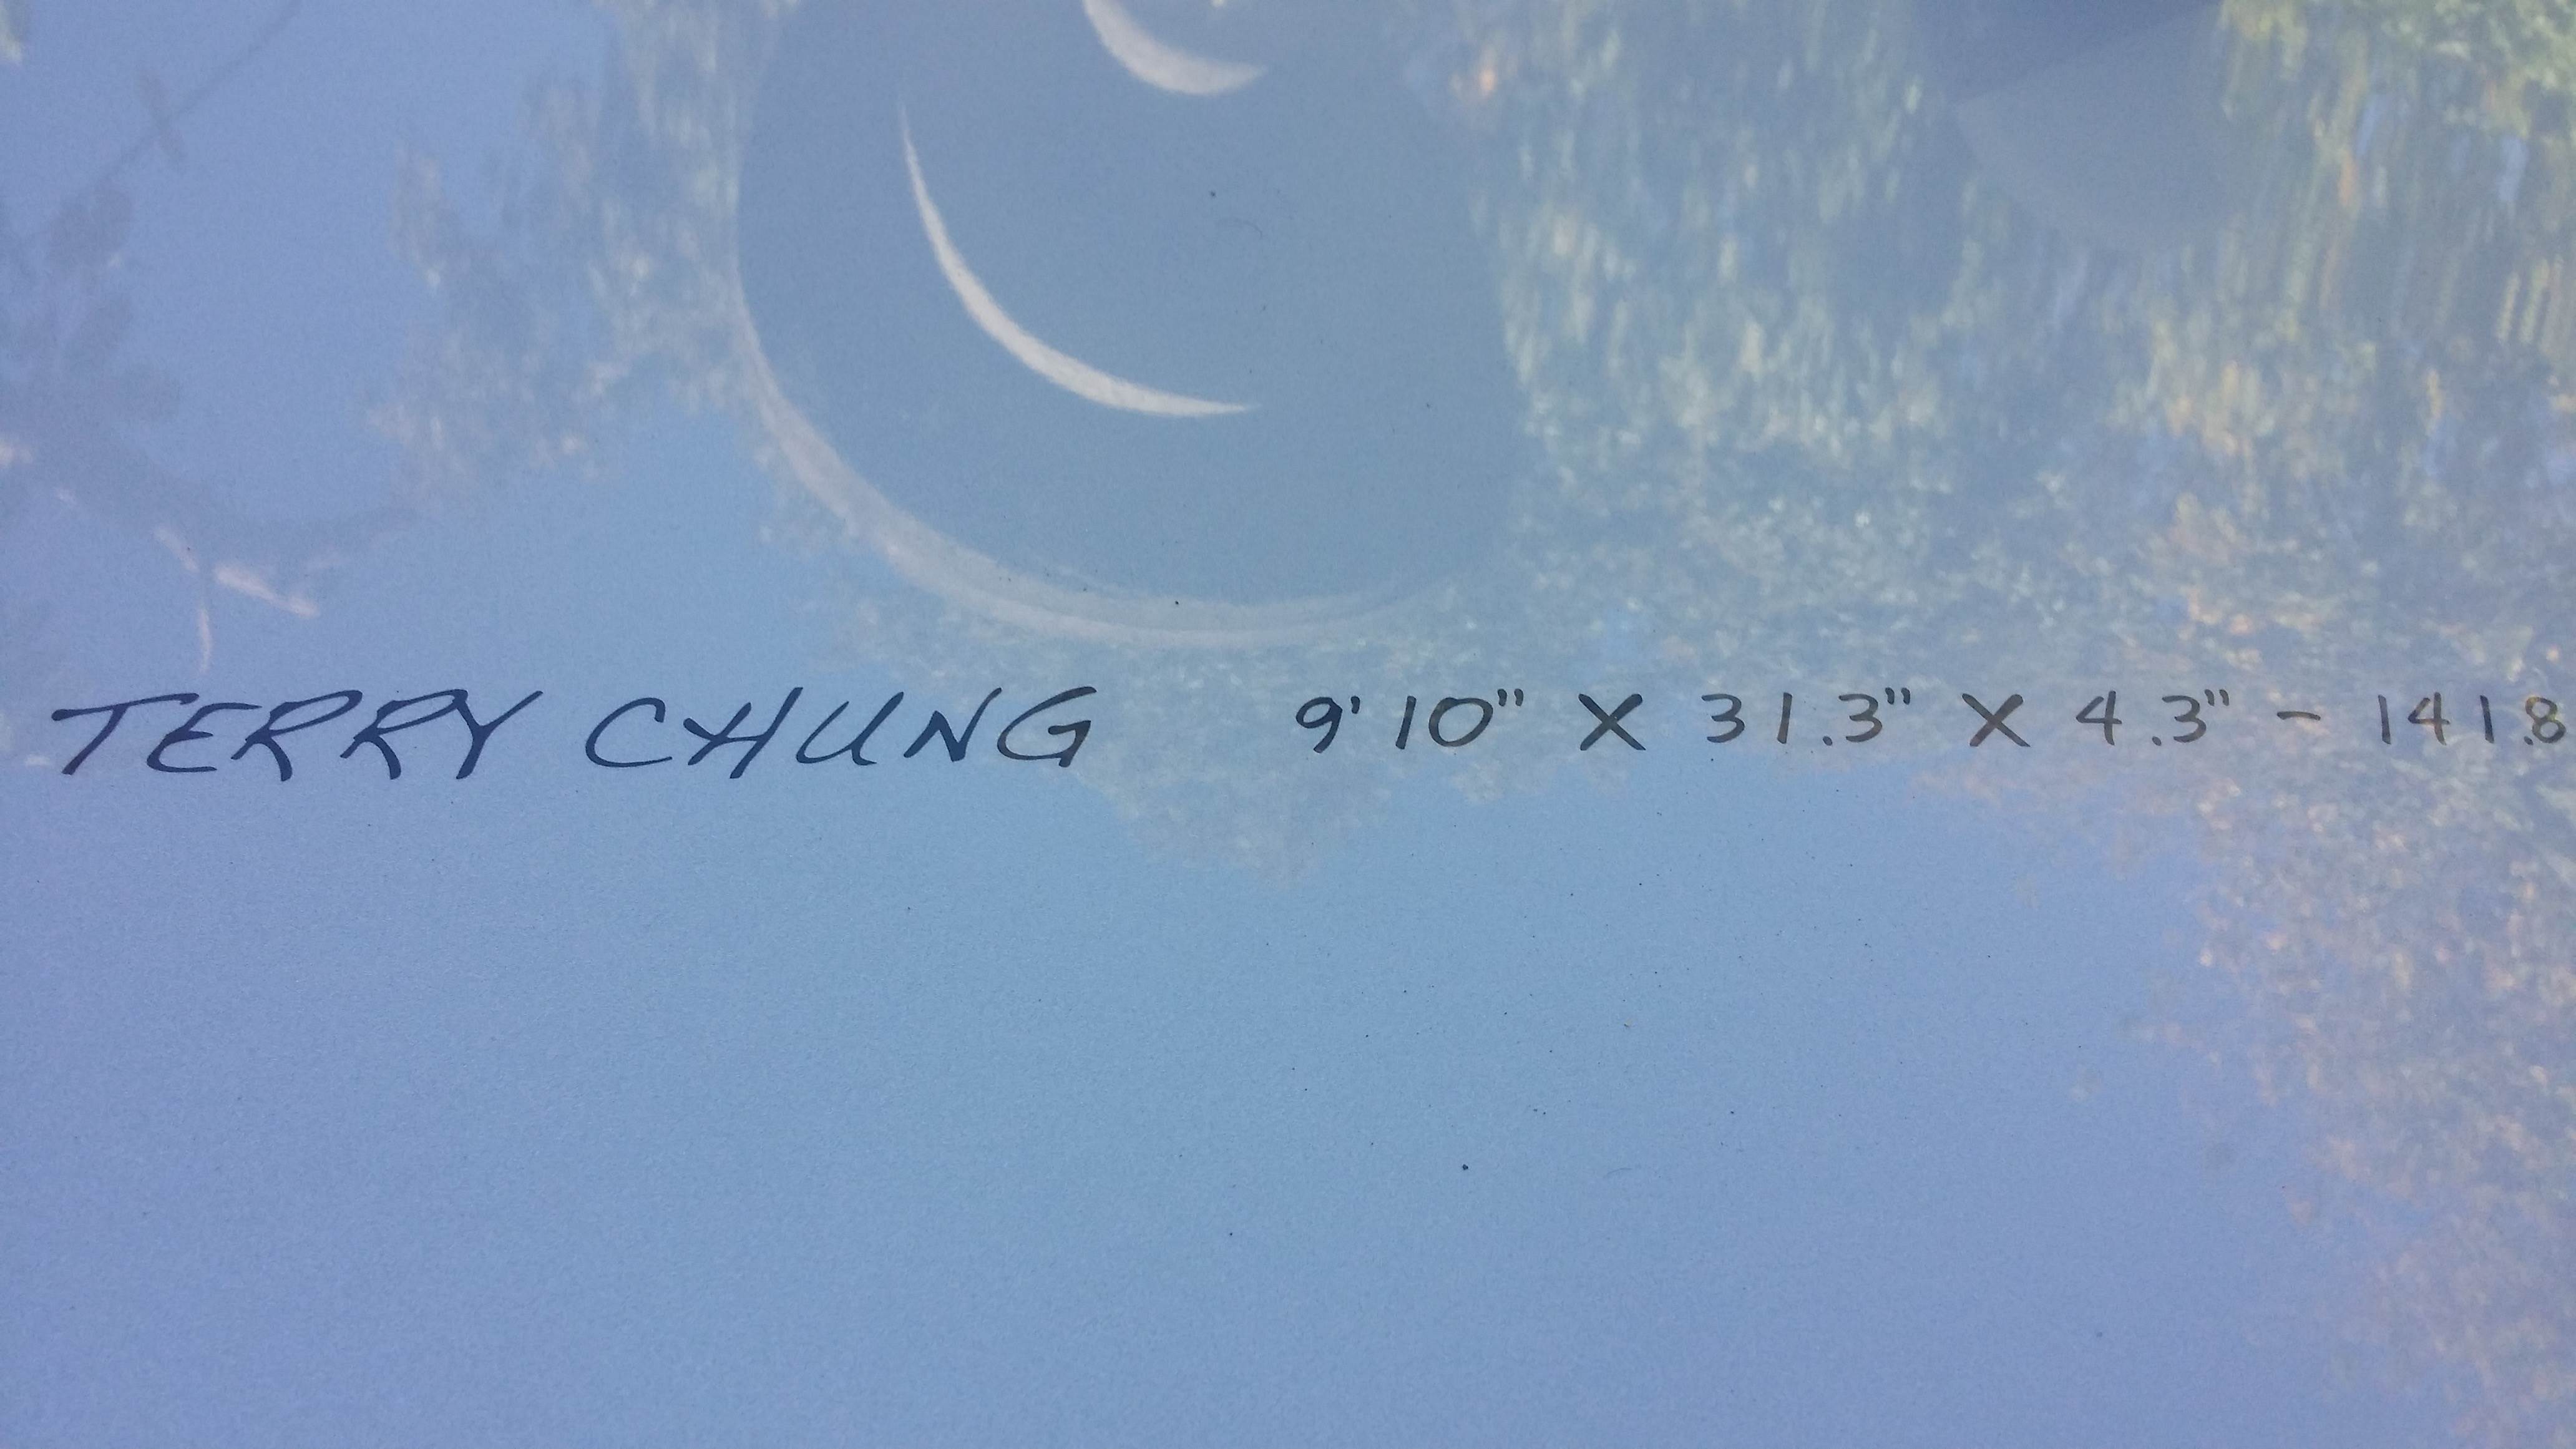 TERRY CHUNG 9'10" X 31.3" X 4.3" - 141.8